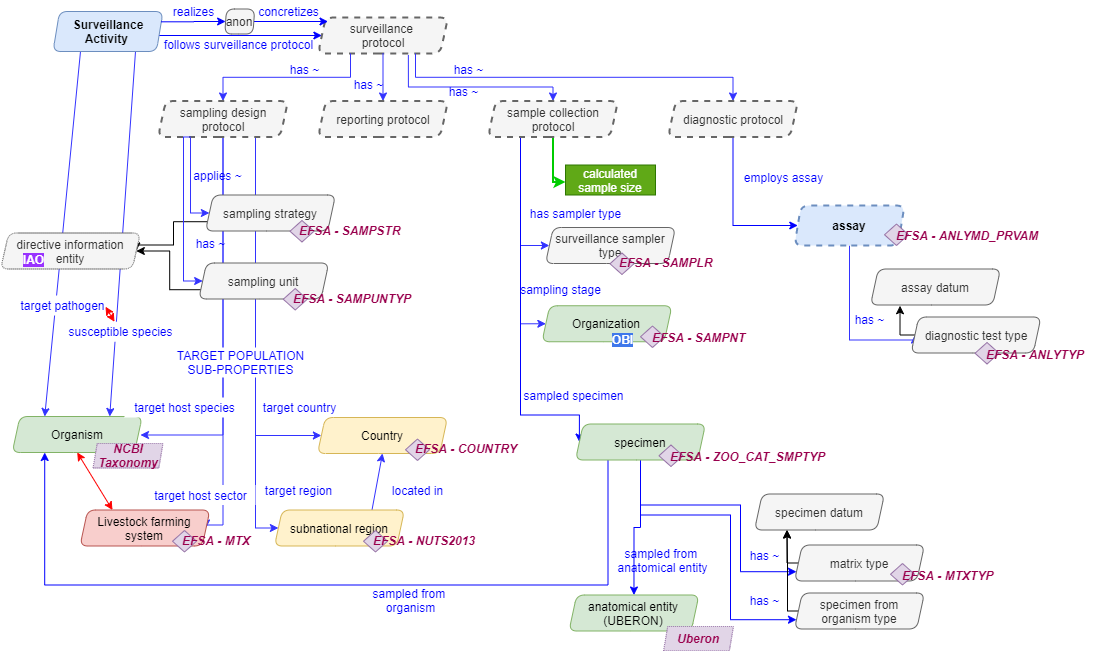 realizes
concretizes
Surveillance
Activity
anon
surveillance
protocol
follows surveillance protocol
has ~
has ~
has ~
has ~
sampling design
protocol
reporting protocol
sample collection
protocol
diagnostic protocol
applies ~
calculated
sample size
employs assay
sampling strategy
EFSA - SAMPSTR
has sampler type
assay
EFSA - ANLYMD_PRVAM
directive information
IAO entity
has ~
surveillance sampler
type
EFSA - SAMPLR
sampling unit
EFSA - SAMPUNTYP
sampling stage
assay datum
target pathogen
susceptible species
Organization
OBI
EFSA - SAMPNT
has ~
diagnostic test type
EFSA - ANLYTYP
TARGET POPULATION
SUB-PROPERTIES
sampled specimen
target host species
target country
Organism
NCBI
Taxonomy
Country
EFSA - COUNTRY
specimen
EFSA - ZOO_CAT_SMPTYP
target host sector
target region
located in
specimen datum
Livestock farming
system
EFSA - MTX
subnational region
EFSA - NUTS2013
sampled from
anatomical entity
has ~
matrix type
EFSA - MTXTYP
sampled from
organism
has ~
anatomical entity
(UBERON)
specimen from
organism type
Uberon